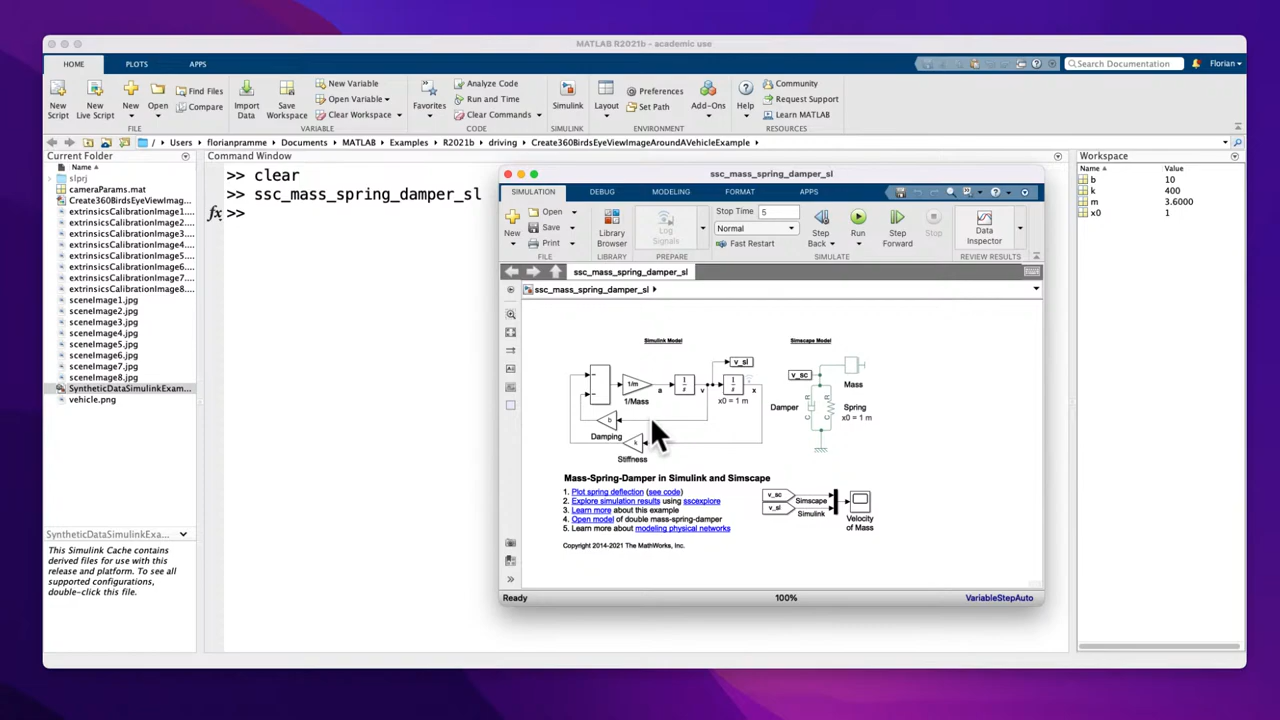 MATLAB R2021b - academic use
HOME
PLOTS
APPS
Search Documentation
Florian
New Script
New Live Script
New
Open
Find Files
Compare
FILE
Import Data
Save Workspace
New Variable
Open Variable
Clear Workspace
VARIABLE
Favorites
Analyze Code
Run and Time
Clear Commands
CODE
Simulink
SIMULINK
Layout
Preferences
Set Path
ENVIRONMENT
Add-Ons
Help
Community
Request Support
Learn MATLAB
RESOURCES
/ Users florianpramme Documents MATLAB Examples R2021b driving Create360BirdsEyeViewImageAroundAVehicleExample
Current Folder
Name
slprj
cameraParams.mat
Create360BirdsEyeViewImag...
extrinsicsCalibrationImage1....
extrinsicsCalibrationImage2....
extrinsicsCalibrationImage3....
extrinsicsCalibrationImage4....
extrinsicsCalibrationImage5....
extrinsicsCalibrationImage6....
extrinsicsCalibrationImage7....
extrinsicsCalibrationImage8....
sceneImage1.jpg
sceneImage2.jpg
sceneImage3.jpg
sceneImage4.jpg
sceneImage5.jpg
sceneImage6.jpg
sceneImage7.jpg
sceneImage8.jpg
SyntheticDataSimulinkExam...
vehicle.png
SyntheticDataSimulinkExa...
This Simulink Cache contains
derived files for use with this
release and platform. To see all
supported configurations,
double-click this file.
Command Window
>> clear
>> ssc_mass_spring_damper_sl
fx >>
Workspace
Name Value
b 10
k 400
m 3.6000
x0 1
ssc_mass_spring_damper_sl
SIMULATION
DEBUG
MODELING
FORMAT
APPS
New
Open
Save
Print
FILE
Library Browser
Log Signals
PREPARE
Stop Time 5
Normal
Fast Restart
Step Back
Run
Step Forward
Stop
SIMULATE
Data Inspector
REVIEW RESULTS
ssc_mass_spring_damper_sl
ssc_mass_spring_damper_sl
Simulink Model
1/m
1/Mass
a
1
s
v
v_sl
1
s
x
x0 = 1 m
b
Damping
k
Stiffness
Simscape Model
v_sc
Mass
Damper
R
C
R
C
Spring
x0 = 1 m
Mass-Spring-Damper in Simulink and Simscape
1. Plot spring deflection (see code)
2. Explore simulation results using sscexplore
3. Learn more about this example
4. Open model of double mass-spring-damper
5. Learn more about modeling physical networks
Copyright 2014-2021 The MathWorks, Inc.
v_sc
Simscape
v_sl
Simulink
Velocity
of Mass
Ready
100%
VariableStepAuto